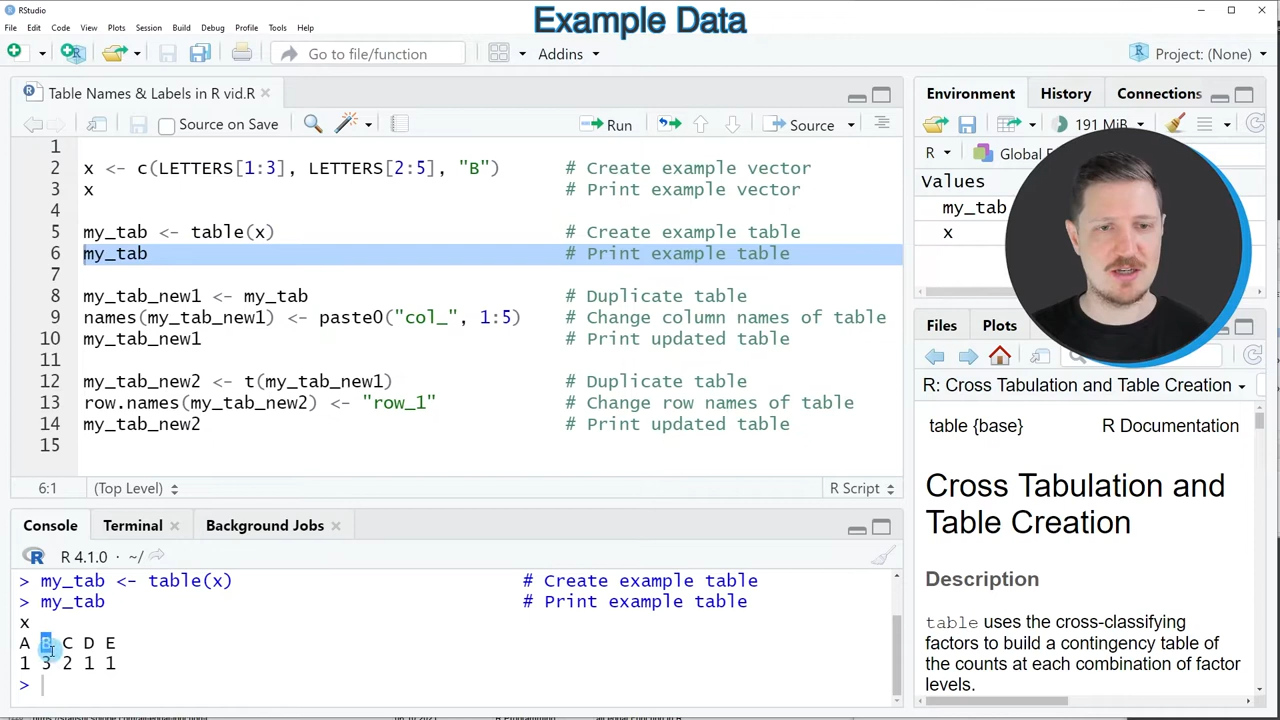 RStudio
Example Data
File Edit Code View Plots Session Build Debug Profile Tools Help
Go to file/function Addins Project: (None)
Table Names & Labels in R vid.R
Environment History Connections
Source on Save Run Source
191 MiB
R Global
1
2 x <- c(LETTERS[1:3], LETTERS[2:5], "B") # Create example vector
3 x # Print example vector
4
5 my_tab <- table(x) # Create example table
6 my_tab # Print example table
7
8 my_tab_new1 <- my_tab # Duplicate table
9 names(my_tab_new1) <- paste0("col_", 1:5) # Change column names of table
10 my_tab_new1 # Print updated table
11
12 my_tab_new2 <- t(my_tab_new1) # Duplicate table
13 row.names(my_tab_new2) <- "row_1" # Change row names of table
14 my_tab_new2 # Print updated table
15
6:1 (Top Level) R Script
Values
my_tab
x
Files Plots
R: Cross Tabulation and Table Creation
table {base} R Documentation
Cross Tabulation and
Table Creation
Description
table uses the cross-classifying
factors to build a contingency table of
the counts at each combination of factor
levels.
Console Terminal Background Jobs
R 4.1.0 · ~/
> my_tab <- table(x) # Create example table
> my_tab # Print example table
x
A B C D E
1 3 2 1 1
>